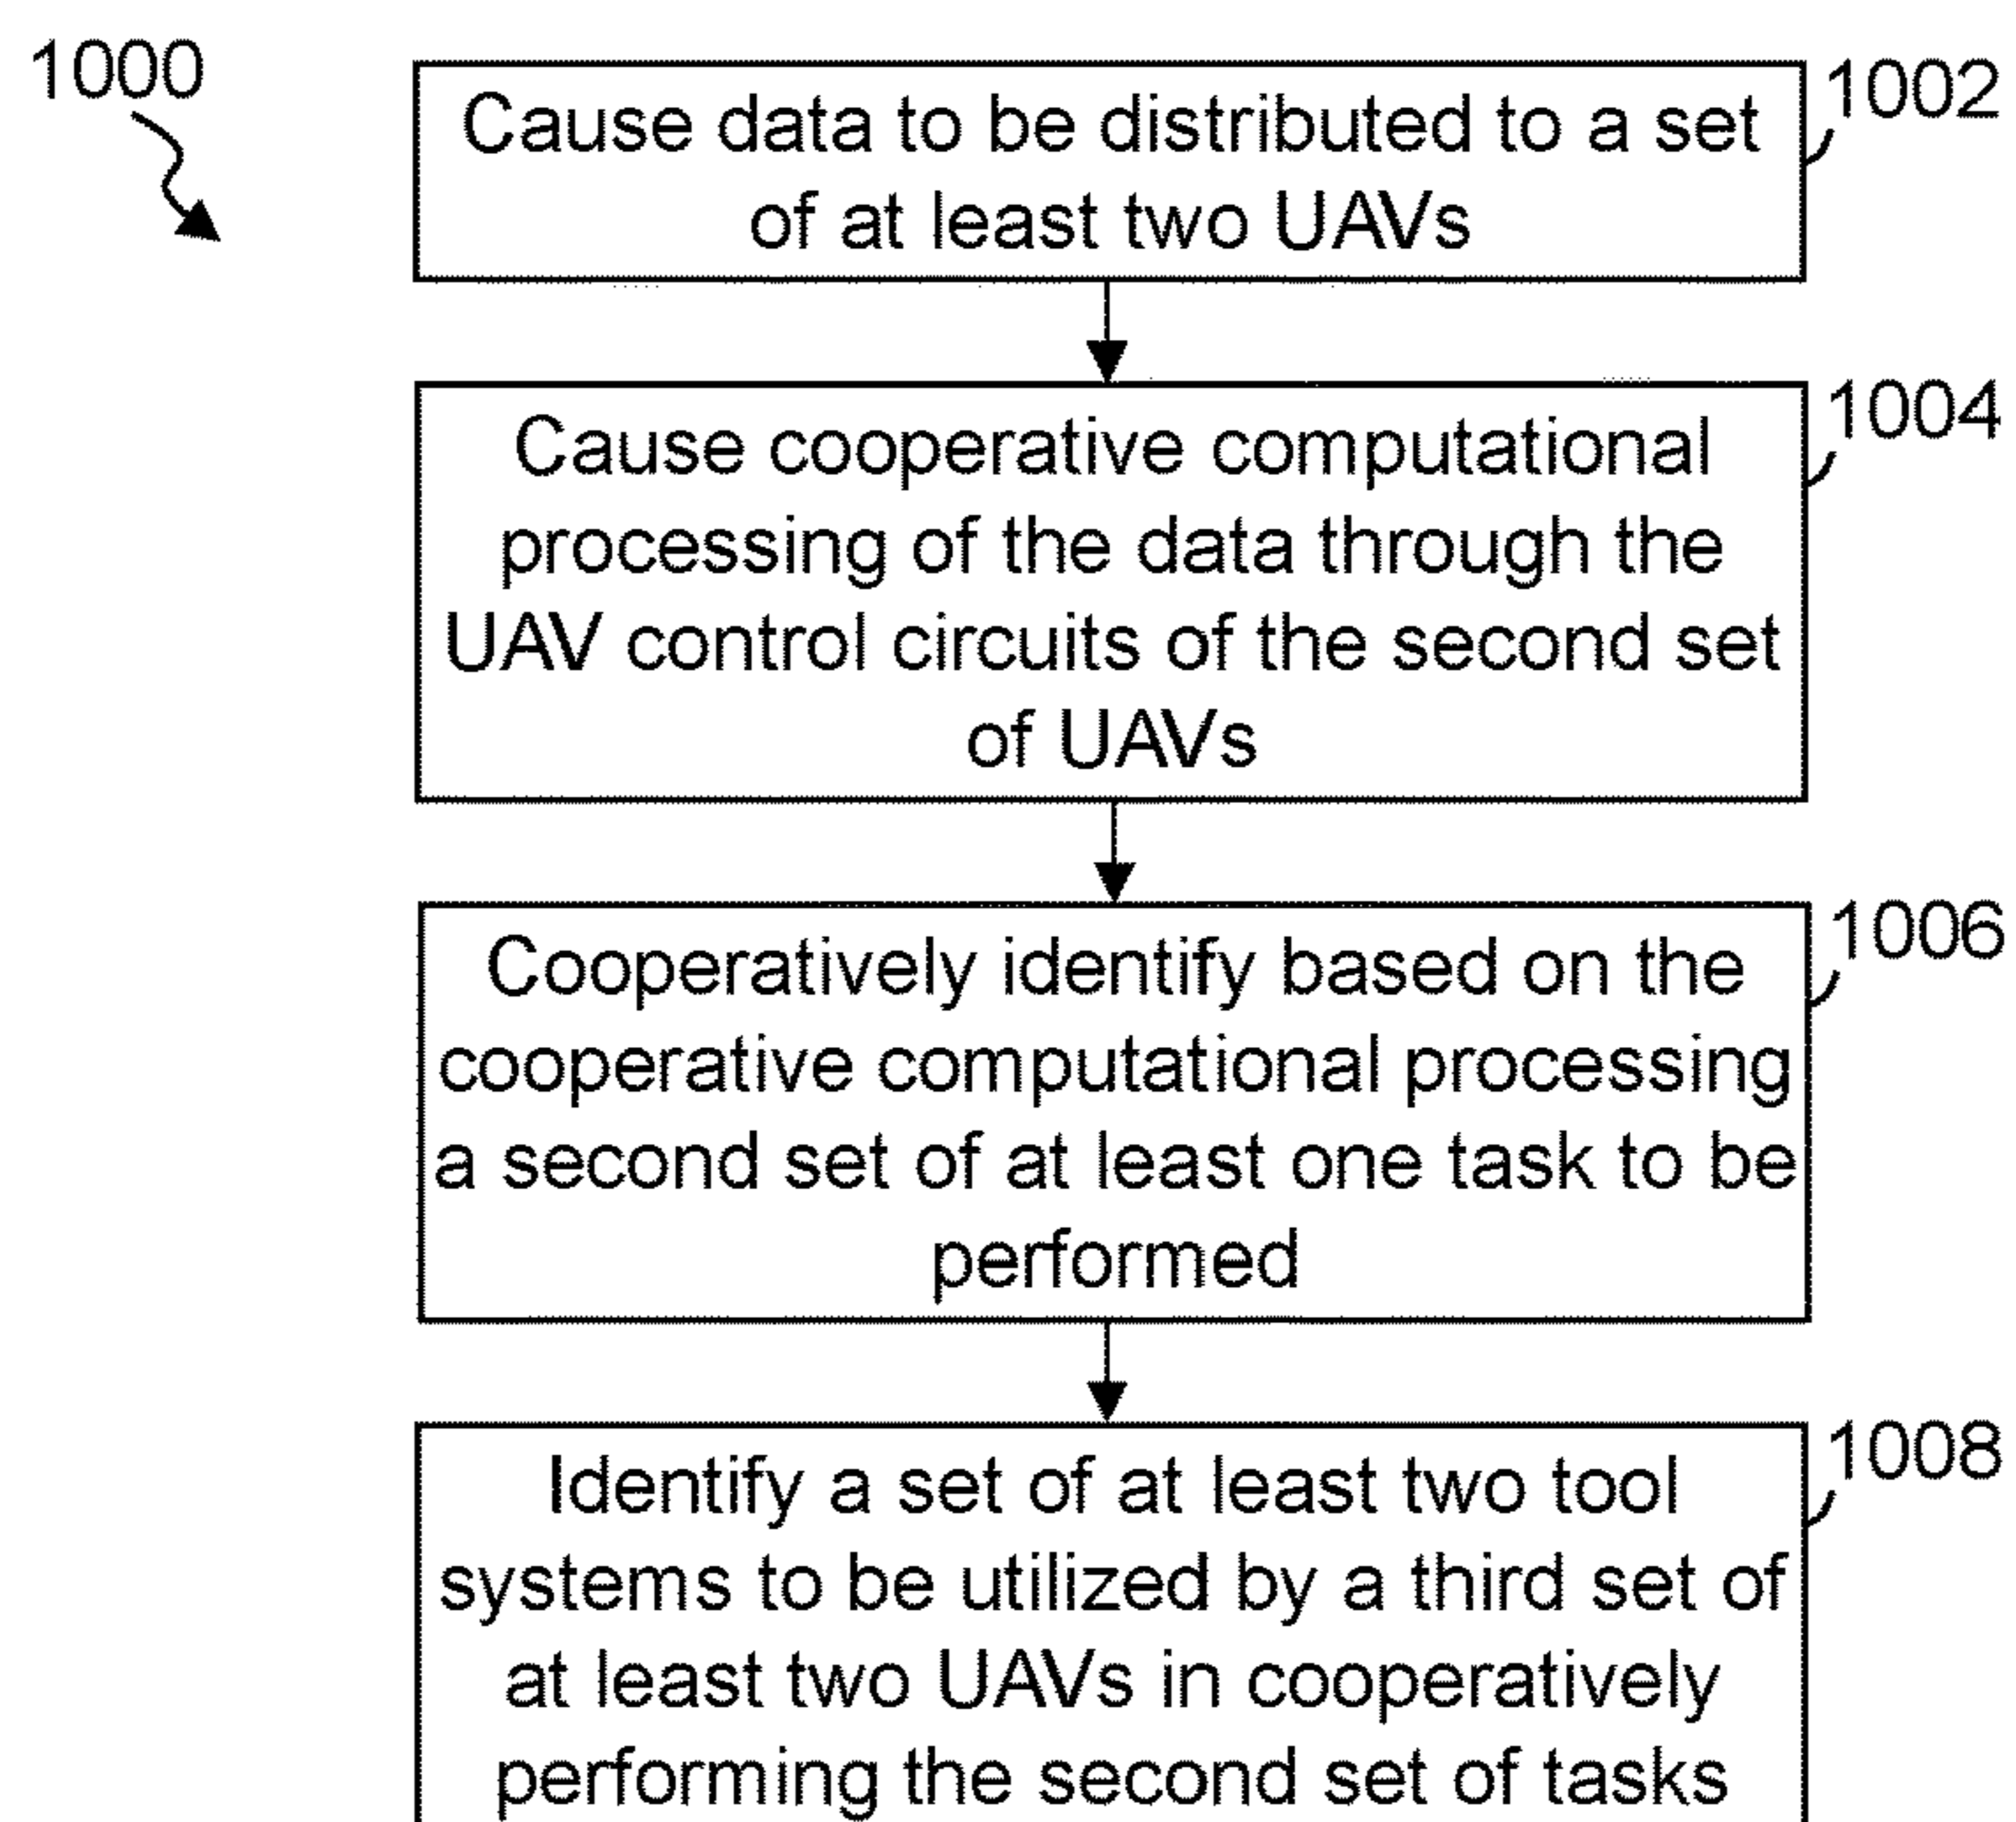 1000
Cause data to be distributed to a set
of at least two UAVs
1002
Cause cooperative computational
processing of the data through the
UAV control circuits of the second set
of UAVs
1004
Cooperatively identify based on the
cooperative computational processing
a second set of at least one task to be
performed
1006
Identify a set of at least two tool
systems to be utilized by a third set of
at least two UAVs in cooperatively
performing the second set of tasks
1008